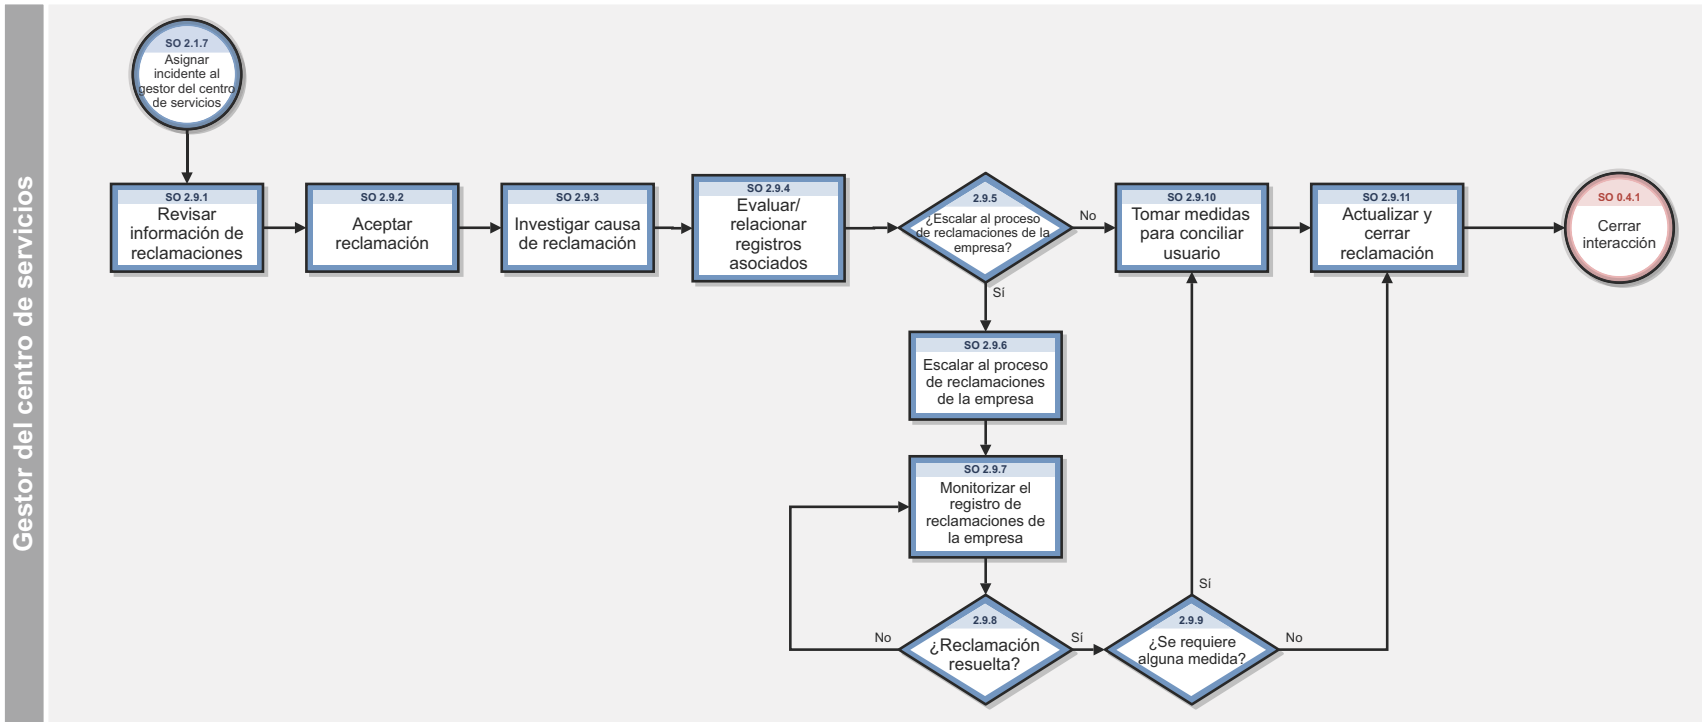 Gestor del centro de servicios
SO 2.1.7
Asignar
incidente al
gestor del centro
de servicios
SO 2.9.1
Revisar
información de
reclamaciones
SO 2.9.2
Aceptar
reclamación
SO 2.9.3
Investigar causa
de reclamación
SO 2.9.4
Evaluar/
relacionar
registros
asociados
2.9.5
¿Escalar al proceso
de reclamaciones de la
empresa?
No
Sí
SO 2.9.10
Tomar medidas
para conciliar
usuario
SO 2.9.11
Actualizar y
cerrar
reclamación
SO 0.4.1
Cerrar
interacción
SO 2.9.6
Escalar al proceso
de reclamaciones
de la empresa
SO 2.9.7
Monitorizar el
registro de
reclamaciones de
la empresa
2.9.8
¿Reclamación
resuelta?
No
Sí
2.9.9
¿Se requiere
alguna medida?
Sí
No